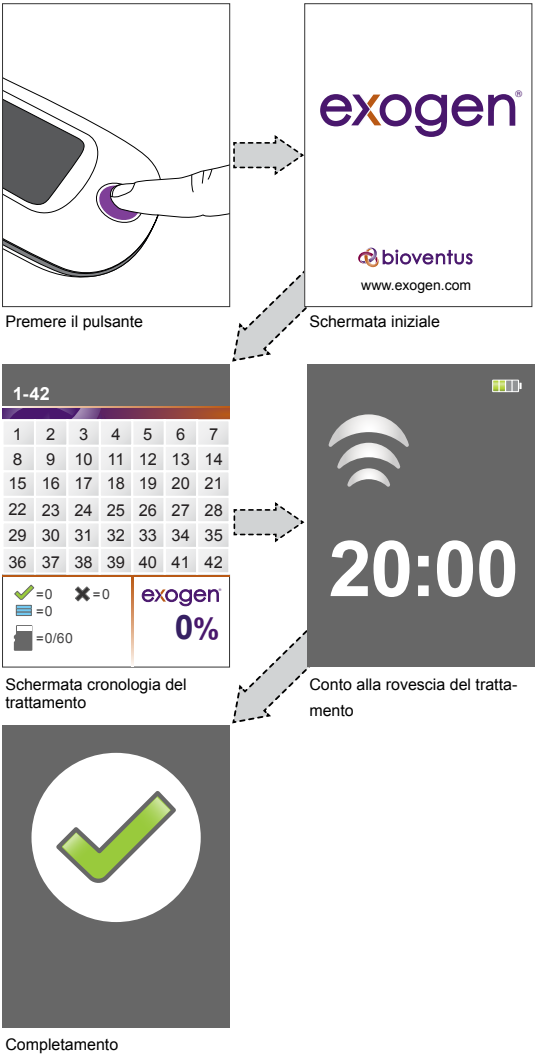 exogen®
bioventus
www.exogen.com
Premere il pulsante
Schermata iniziale
1-42
1 2 3 4 5 6 7
8 9 10 11 12 13 14
15 16 17 18 19 20 21
22 23 24 25 26 27 28
29 30 31 32 33 34 35
36 37 38 39 40 41 42
=0 =0
=0
=0/60
exogen
0%
20:00
Schermata cronologia del
trattamento
Conto alla rovescia del tratta-
mento
Completamento